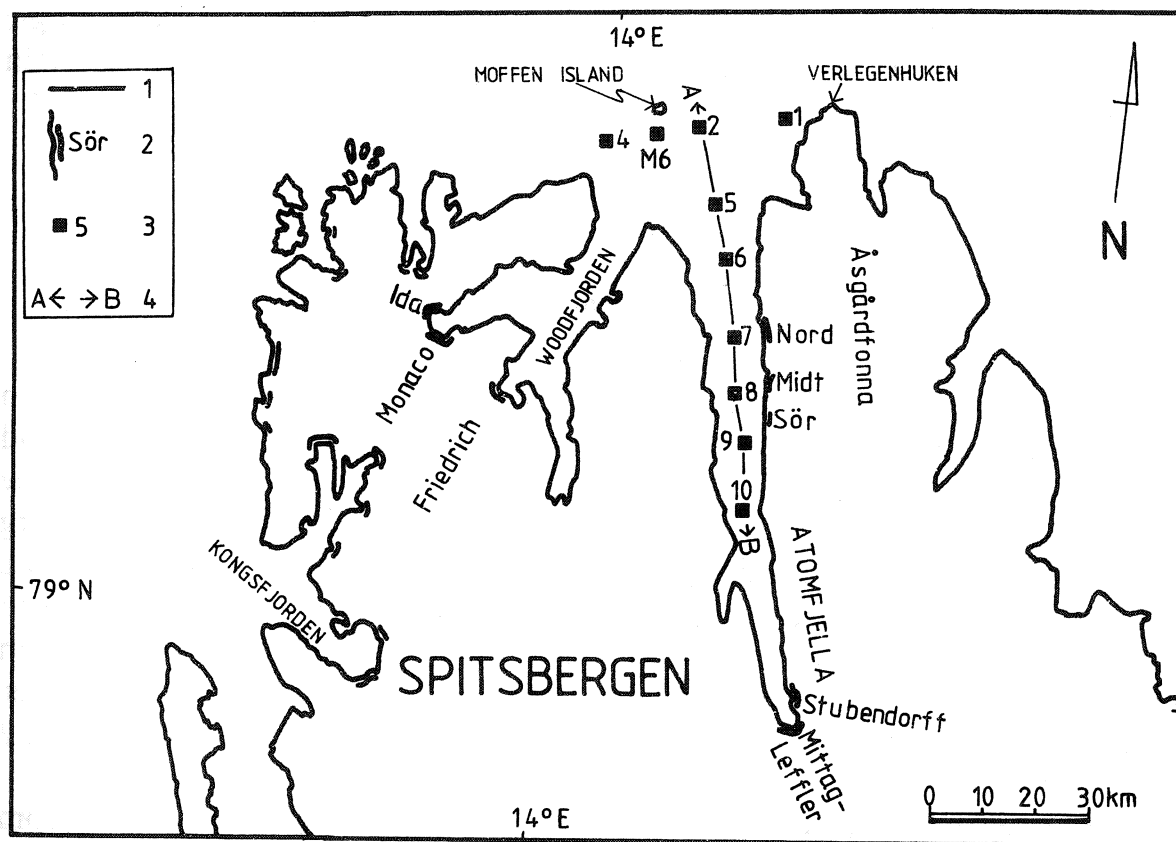 14° E
MOFFEN ISLAND
VERLEGENHUKEN
1
Sör 2
5 3
A← →B 4
A←
1
2
4
M6
5
6
7
8
9
10
→B
N
Åsgårdfonna
WOODFJORDEN
Ida
Monaco
Friedrich
Nord
Midt
Sör
KONGSFJORDEN
79° N
ATOMFJELLA
SPITSBERGEN
Stubendorff
Mittag-
Leffler
0 10 20 30km
14° E